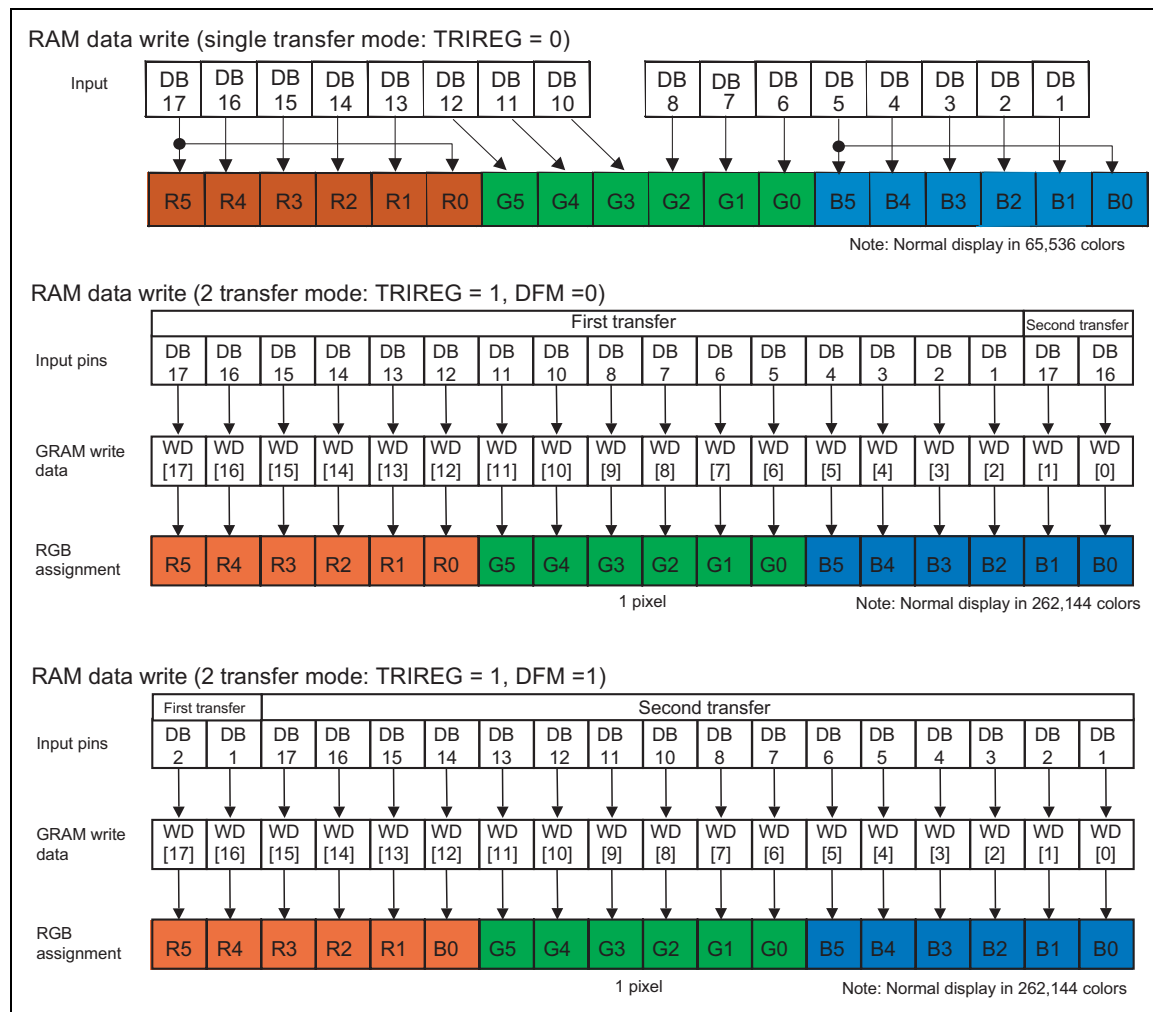 RAM data write (single transfer mode: TRIREG = 0)
Input DB 17 DB 16 DB 15 DB 14 DB 13 DB 12 DB 11 DB 10 DB 8 DB 7 DB 6 DB 5 DB 4 DB 3 DB 2 DB 1
R5 R4 R3 R2 R1 R0 G5 G4 G3 G2 G1 G0 B5 B4 B3 B2 B1 B0
Note: Normal display in 65,536 colors
RAM data write (2 transfer mode: TRIREG = 1, DFM =0)
First transfer Second transfer
Input pins DB 17 DB 16 DB 15 DB 14 DB 13 DB 12 DB 11 DB 10 DB 8 DB 7 DB 6 DB 5 DB 4 DB 3 DB 2 DB 1 DB 17 DB 16
GRAM write data WD [17] WD [16] WD [15] WD [14] WD [13] WD [12] WD [11] WD [10] WD [9] WD [8] WD [7] WD [6] WD [5] WD [4] WD [3] WD [2] WD [1] WD [0]
RGB assignment R5 R4 R3 R2 R1 R0 G5 G4 G3 G2 G1 G0 B5 B4 B3 B2 B1 B0
1 pixel Note: Normal display in 262,144 colors
RAM data write (2 transfer mode: TRIREG = 1, DFM =1)
First transfer Second transfer
Input pins DB 2 DB 1 DB 17 DB 16 DB 15 DB 14 DB 13 DB 12 DB 11 DB 10 DB 8 DB 7 DB 6 DB 5 DB 4 DB 3 DB 2 DB 1
GRAM write data WD [17] WD [16] WD [15] WD [14] WD [13] WD [12] WD [11] WD [10] WD [9] WD [8] WD [7] WD [6] WD [5] WD [4] WD [3] WD [2] WD [1] WD [0]
RGB assignment R5 R4 R3 R2 R1 B0 G5 G4 G3 G2 G1 G0 B5 B4 B3 B2 B1 B0
1 pixel Note: Normal display in 262,144 colors